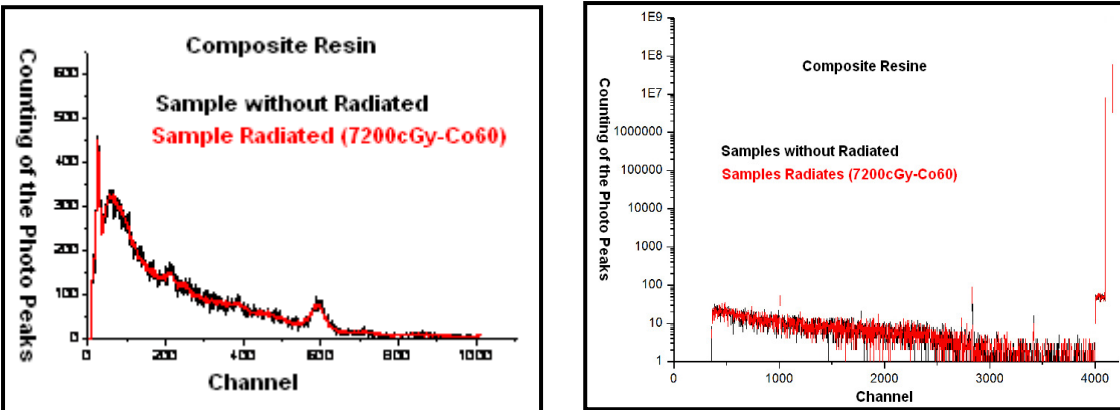 Composite Resin
Sample without Radiated
Sample Radiated (7200cGy-Co60)
Counting of the Photo Peaks
600
500
400
300
200
100
0
0
200
400
600
800
1000
Channel
Composite Resine
Samples without Radiated
Samples Radiates (7200cGy-Co60)
Counting of the Photo Peaks
1E9
1E8
1E7
1000000
100000
10000
1000
100
10
1
0
1000
2000
3000
4000
Channel